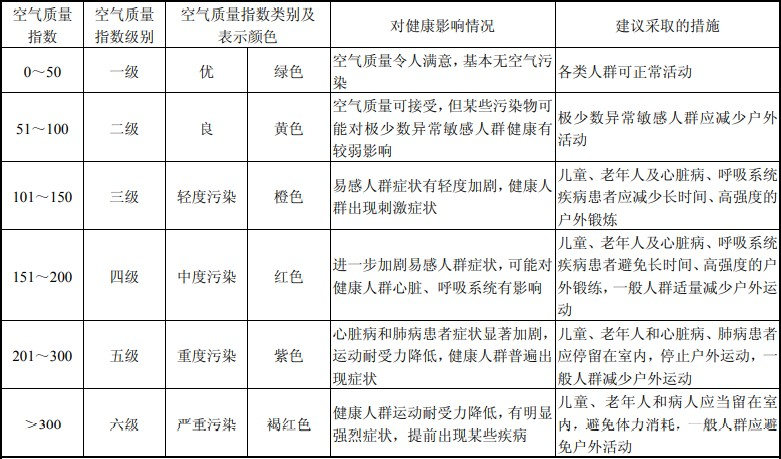 空气质量
指数
空气质量
指数级别
空气质量指数类别及
表示颜色
对健康影响情况
建议采取的措施
0～50
一级
优
绿色
空气质量令人满意，基本无空气污
染
各类人群可正常活动
51～100
二级
良
黄色
空气质量可接受，但某些污染物可
能对极少数异常敏感人群健康有
较弱影响
极少数异常敏感人群应减少户外
活动
101～150
三级
轻度污染
橙色
易感人群症状有轻度加剧，健康人
群出现刺激症状
儿童、老年人及心脏病、呼吸系统
疾病患者应减少长时间、高强度的
户外锻炼
151～200
四级
中度污染
红色
进一步加剧易感人群症状，可能对
健康人群心脏、呼吸系统有影响
儿童、老年人及心脏病、呼吸系统
疾病患者避免长时间、高强度的户
外锻练，一般人群适量减少户外运
动
201～300
五级
重度污染
紫色
心脏病和肺病患者症状显著加剧，
运动耐受力降低，健康人群普遍出
现症状
儿童、老年人和心脏病、肺病患者
应停留在室内，停止户外运动，一
般人群减少户外运动
＞300
六级
严重污染
褐红色
健康人群运动耐受力降低，有明显
强烈症状，提前出现某些疾病
儿童、老年人和病人应当留在室
内，避免体力消耗，一般人群应避
免户外活动